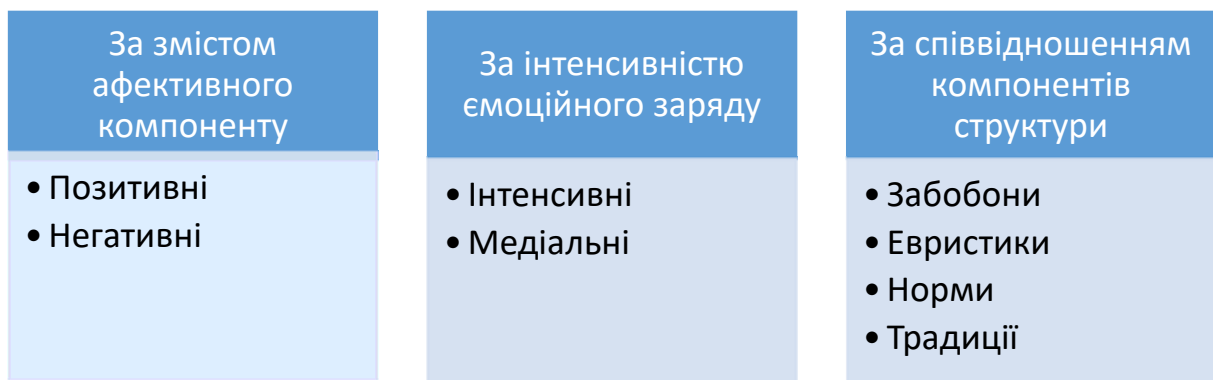 За змістом
афективного
компоненту
• Позитивні
• Негативні
За інтенсивністю
ємоційного заряду
• Інтенсивні
• Медіальні
За співвідношенням
компонентів
структури
• Забобони
• Евристики
• Норми
• Традиції